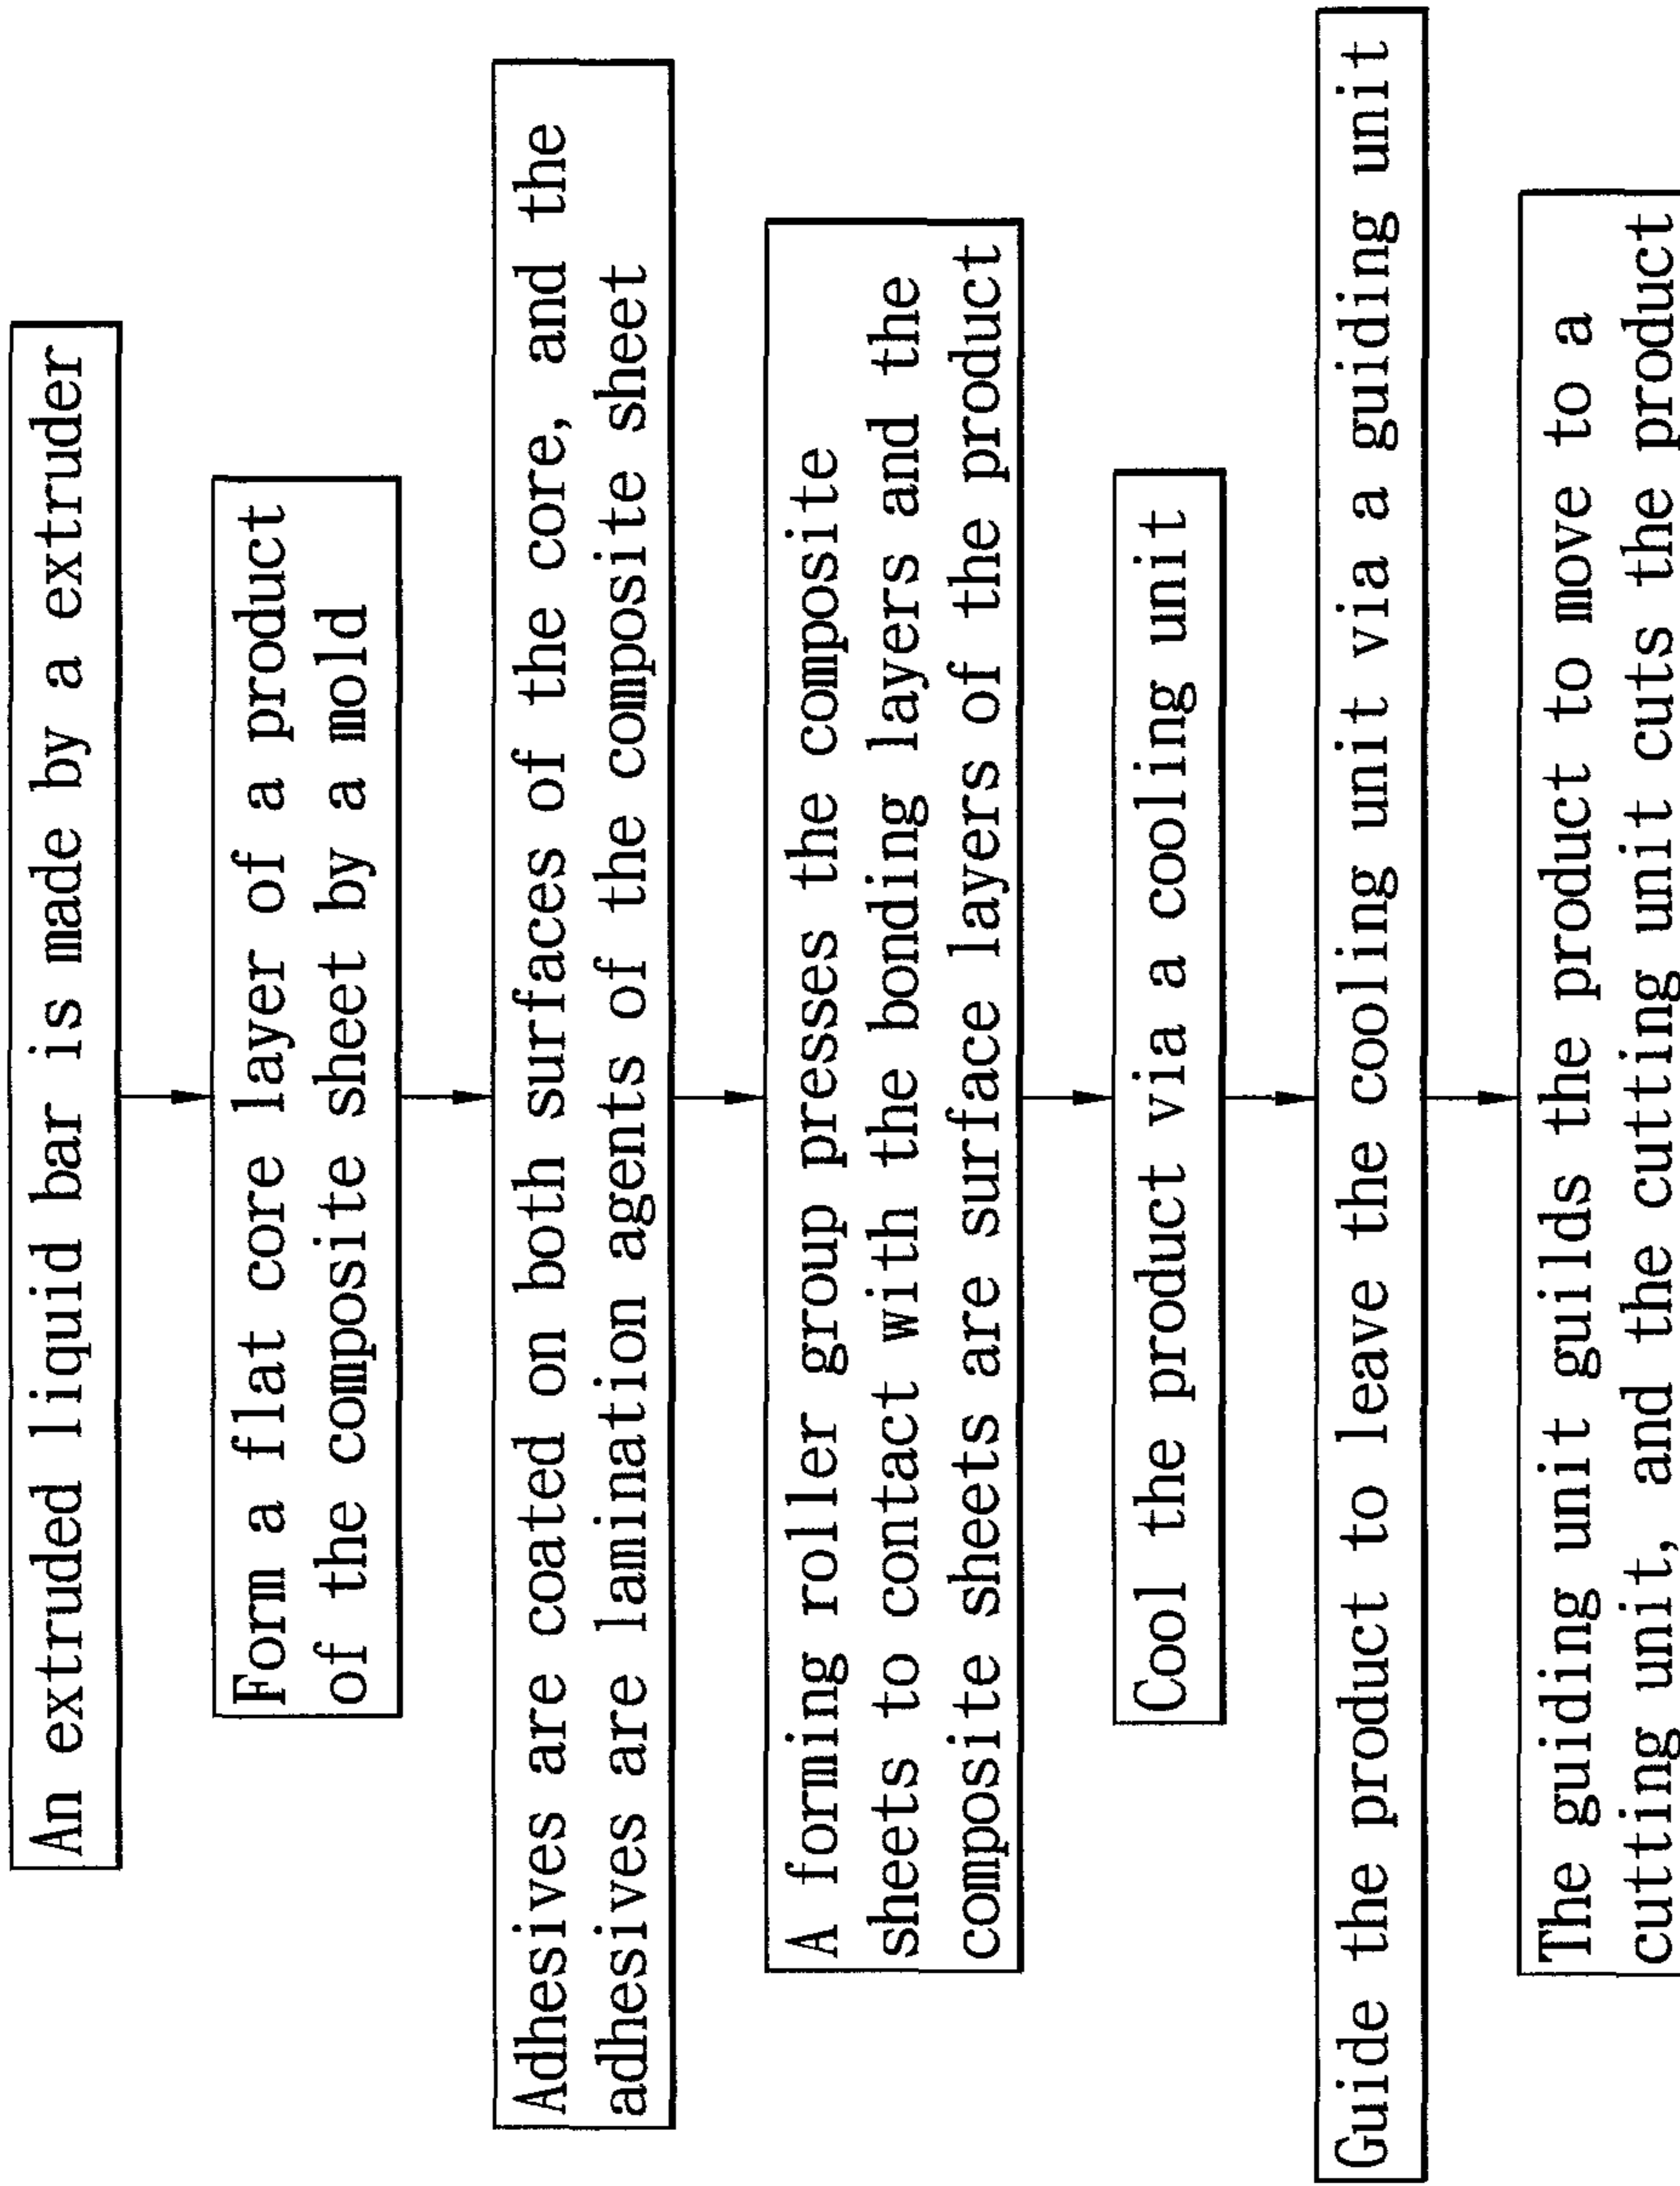 An extruded liquid bar is made by a extruder
Form a flat core layer of a product
of the composite sheet by a mold
Adhesives are coated on both surfaces of the core, and the
adhesives are lamination agents of the composite sheet
A forming roller group presses the composite
sheets to contact with the bonding layers and the
composite sheets are surface layers of the product
Cool the product via a cooling unit
Guide the product to leave the cooling unit via a guiding unit
The guiding unit guilds the product to move to a
cutting unit, and the cutting unit cuts the product